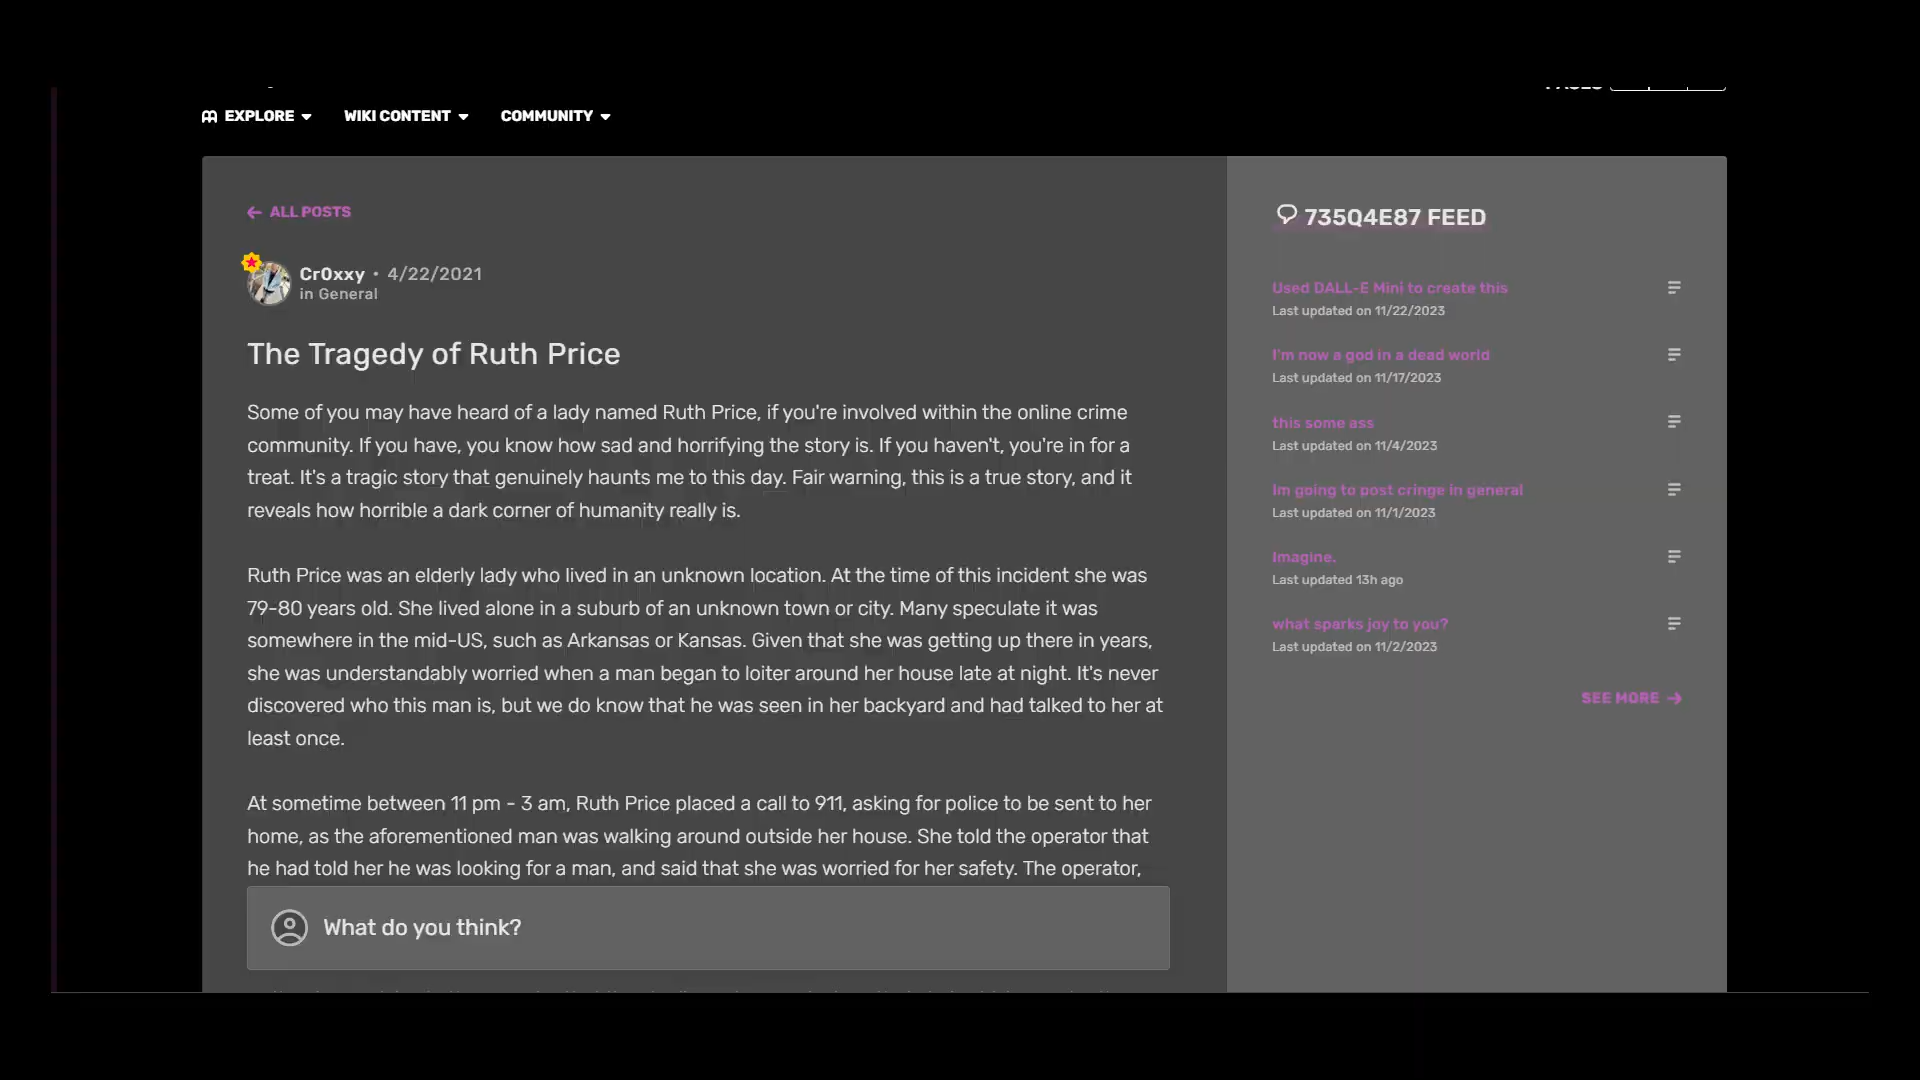 EXPLORE
WIKI CONTENT
COMMUNITY
ALL POSTS
Cr0xxy • 4/22/2021
in General
The Tragedy of Ruth Price
Some of you may have heard of a lady named Ruth Price, if you're involved within the online crime
community. If you have, you know how sad and horrifying the story is. If you haven't, you're in for a
treat. It's a tragic story that genuinely haunts me to this day. Fair warning, this is a true story, and it
reveals how horrible a dark corner of humanity really is.
Ruth Price was an elderly lady who lived in an unknown location. At the time of this incident she was
79-80 years old. She lived alone in a suburb of an unknown town or city. Many speculate it was
somewhere in the mid-US, such as Arkansas or Kansas. Given that she was getting up there in years,
she was understandably worried when a man began to loiter around her house late at night. It's never
discovered who this man is, but we do know that he was seen in her backyard and had talked to her at
least once.
At sometime between 11 pm - 3 am, Ruth Price placed a call to 911, asking for police to be sent to her
home, as the aforementioned man was walking around outside her house. She told the operator that
he had told her he was looking for a man, and said that she was worried for her safety. The operator,
What do you think?
735Q4E87 FEED
Used DALL-E Mini to create this
Last updated on 11/22/2023
I'm now a god in a dead world
Last updated on 11/17/2023
this some ass
Last updated on 11/4/2023
Im going to post cringe in general
Last updated on 11/1/2023
Imagine.
Last updated 13h ago
what sparks joy to you?
Last updated on 11/2/2023
SEE MORE